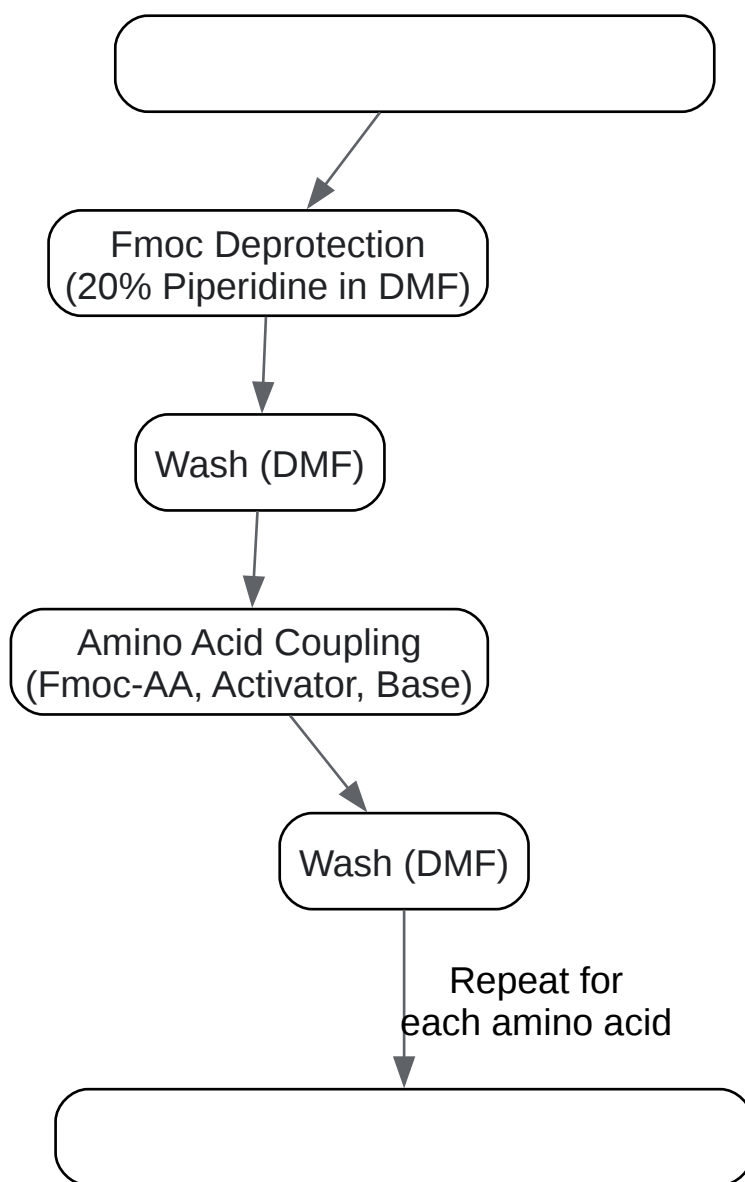 Fmoc Deprotection
(20% Piperidine in DMF)
Wash (DMF)
Amino Acid Coupling
(Fmoc-AA, Activator, Base)
Wash (DMF)
Repeat for
each amino acid